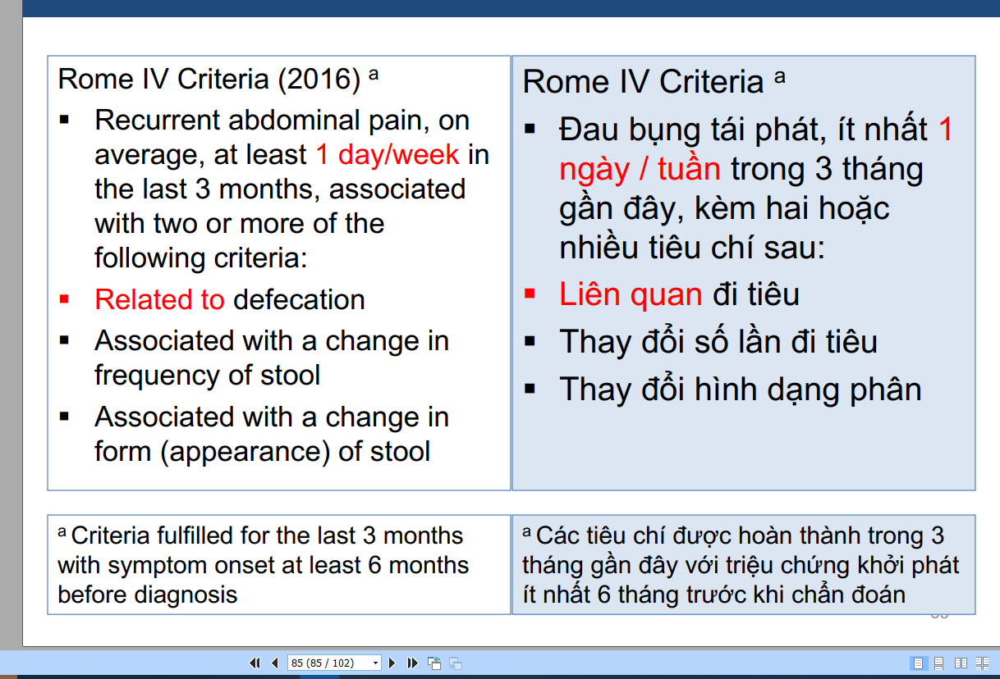 Rome IV Criteria (2016) ᵃ
▪ Recurrent abdominal pain, on
average, at least 1 day/week in
the last 3 months, associated
with two or more of the
following criteria:
▪ Related to defecation
▪ Associated with a change in
frequency of stool
▪ Associated with a change in
form (appearance) of stool
Rome IV Criteria ᵃ
▪ Đau bụng tái phát, ít nhất 1
ngày / tuần trong 3 tháng
gần đây, kèm hai hoặc
nhiều tiêu chí sau:
▪ Liên quan đi tiêu
▪ Thay đổi số lần đi tiêu
▪ Thay đổi hình dạng phân
ᵃ Criteria fulfilled for the last 3 months
with symptom onset at least 6 months
before diagnosis
ᵃ Các tiêu chí được hoàn thành trong 3
tháng gần đây với triệu chứng khởi phát
ít nhất 6 tháng trước khi chẩn đoán
85 (85 / 102)